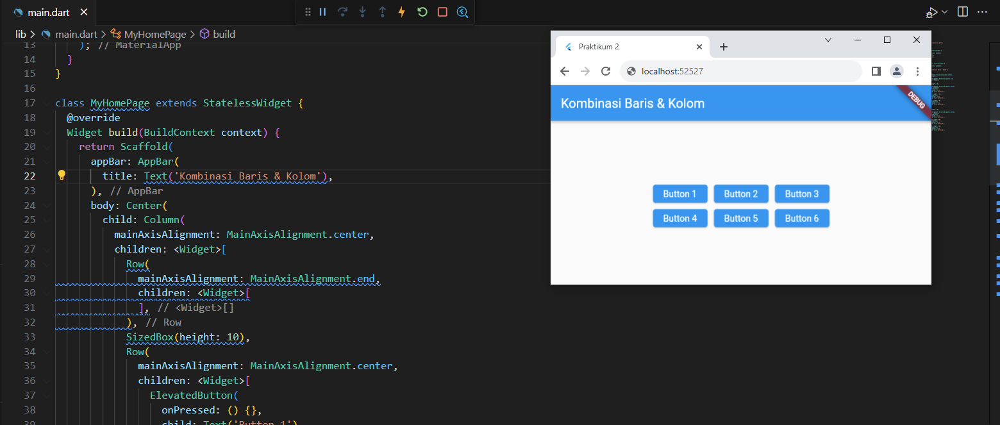 main.dart
lib > main.dart > MyHomePage > build
13 ); // MaterialApp
14 }
15 }
16
17 class MyHomePage extends StatelessWidget {
18 @override
19 Widget build(BuildContext context) {
20 return Scaffold(
21 appBar: AppBar(
22 title: Text('Kombinasi Baris & Kolom'),
23 ), // AppBar
24 body: Center(
25 child: Column(
26 mainAxisAlignment: MainAxisAlignment.center,
27 children: <Widget>[
28 Row(
29 mainAxisAlignment: MainAxisAlignment.end,
30 children: <Widget>[
31 ], // <Widget>[]
32 ), // Row
33 SizedBox(height: 10),
34 Row(
35 mainAxisAlignment: MainAxisAlignment.center,
36 children: <Widget>[
37 ElevatedButton(
38 onPressed: () {},
39 child: Text('Button 1')
Praktikum 2
localhost:52527
Kombinasi Baris & Kolom
DEBUG
Button 1 Button 2 Button 3
Button 4 Button 5 Button 6